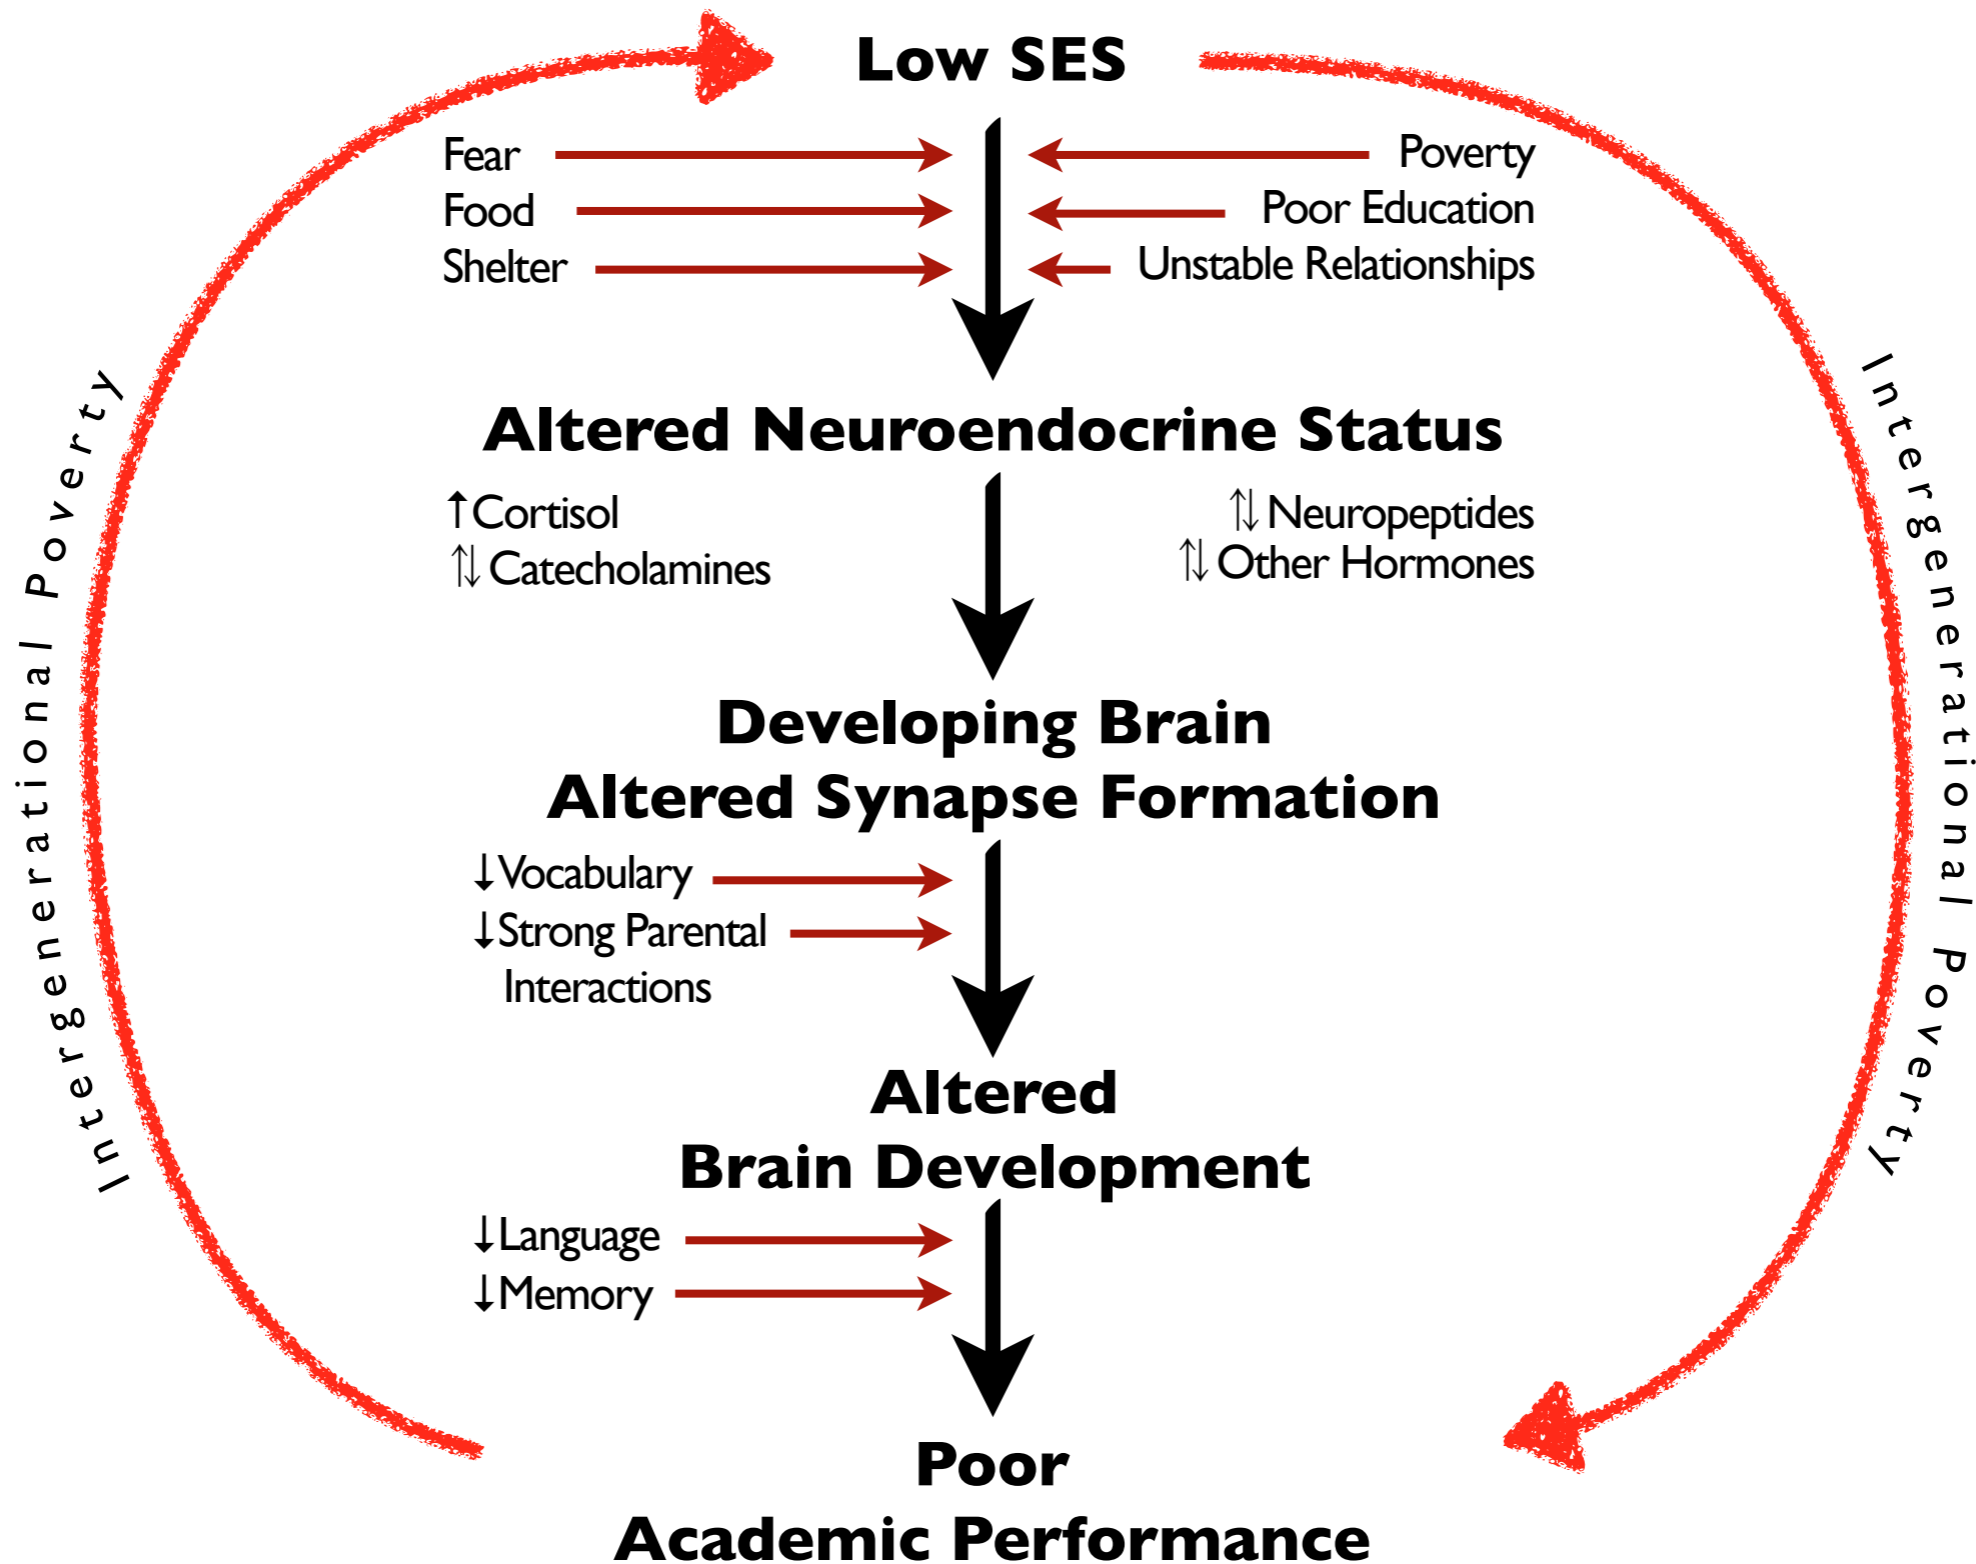 Low SES
Fear
Food
Shelter
Poverty
Poor Education
Unstable Relationships
Altered Neuroendocrine Status
↑Cortisol
⇅Catecholamines
⇅Neuropeptides
⇅Other Hormones
Developing Brain
Altered Synapse Formation
↓Vocabulary
↓Strong Parental
Interactions
Altered
Brain Development
↓Language
↓Memory
Poor
Academic Performance
Intergenerational Poverty
Intergenerational Poverty